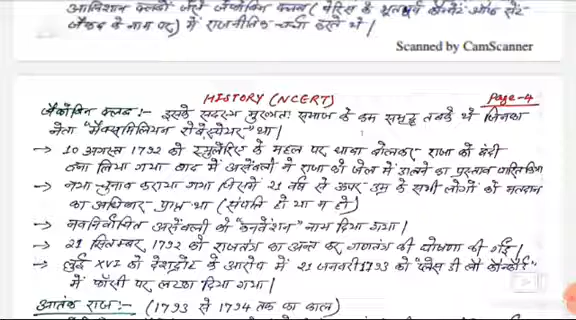 आलिशान क्लबों जैसे जैकोबिन क्लब (पेरिस के भूतपूर्व कॉन्वेंट ऑफ सेंट
जैकब के नाम पर) में राजनीतिक चर्चा करते थे।
Scanned by CamScanner
HISTORY (NCERT)
Page-4
जैकोबिन क्लब:- इसके सदस्य मुख्यतः समाज के कम समृद्ध तबके थे जिनका
नेता "मैक्समिलियन रोबेस्पेयर" था।
→ 10 अगस्त 1792 को ट्युलेरिए के महल पर धावा बोलकर राजा को बंदी
बना लिया गया बाद में असेंबली ने राजा को जेल में डालने का प्रस्ताव पारित किया
→ नया चुनाव कराया गया जिसमें 21 वर्ष से ऊपर उम्र के सभी लोगों को मतदान
का अधिकार प्राप्त था (संपत्ति हो या न हो)
→ नवनिर्वाचित असेंबली को "कन्वेंशन" नाम दिया गया।
→ 21 सितम्बर 1792 को राजतंत्र का अन्त कर गणतंत्र की घोषणा की गई।
→ लुई XVI को देशद्रोह के आरोप में 21 जनवरी 1793 को "प्लेस डी लॉ कॉन्कॉर्ड"
में फाँसी पर लटका दिया गया।
आतंक राज:- (1793 से 1794 तक का काल)